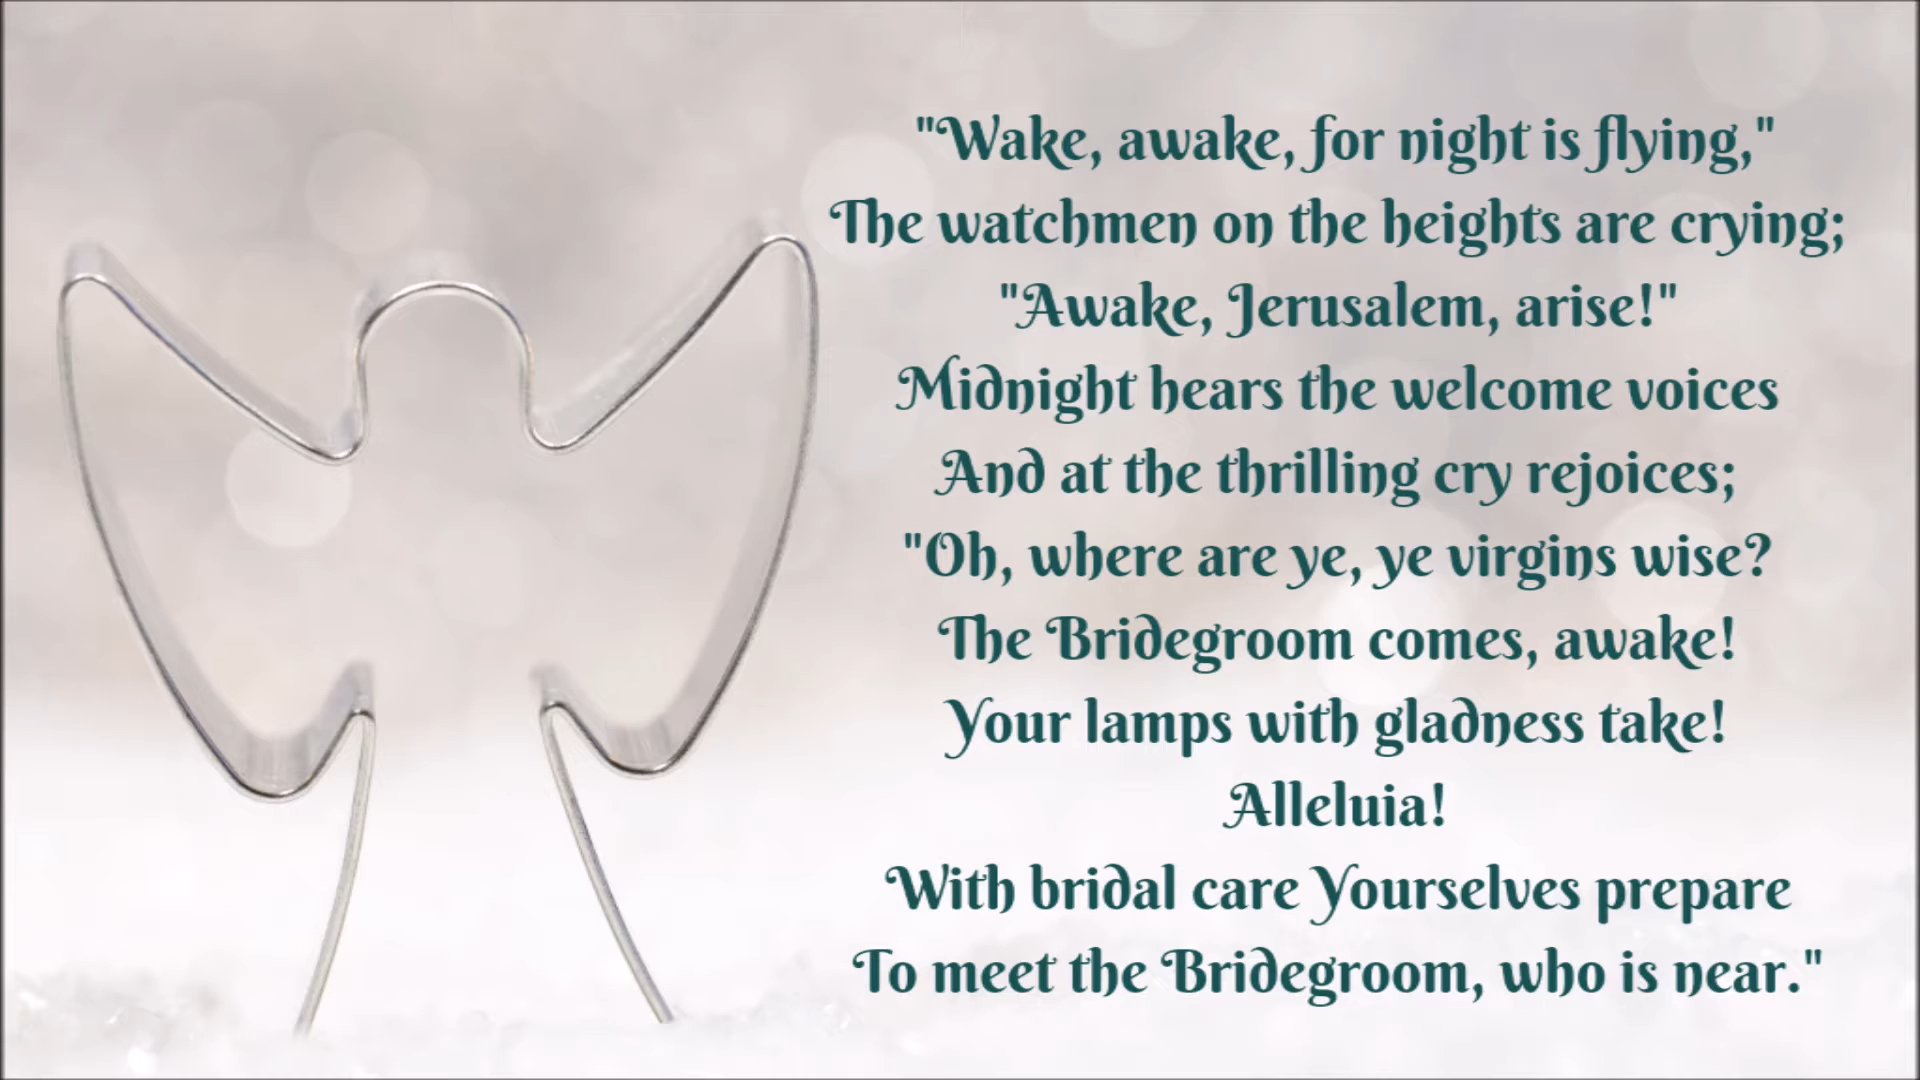 "Wake, awake, for night is flying,"
The watchmen on the heights are crying;
"Awake, Jerusalem, arise!"
Midnight hears the welcome voices
And at the thrilling cry rejoices;
"Oh, where are ye, ye virgins wise?
The Bridegroom comes, awake!
Your lamps with gladness take!
Alleluia!
With bridal care Yourselves prepare
To meet the Bridegroom, who is near."